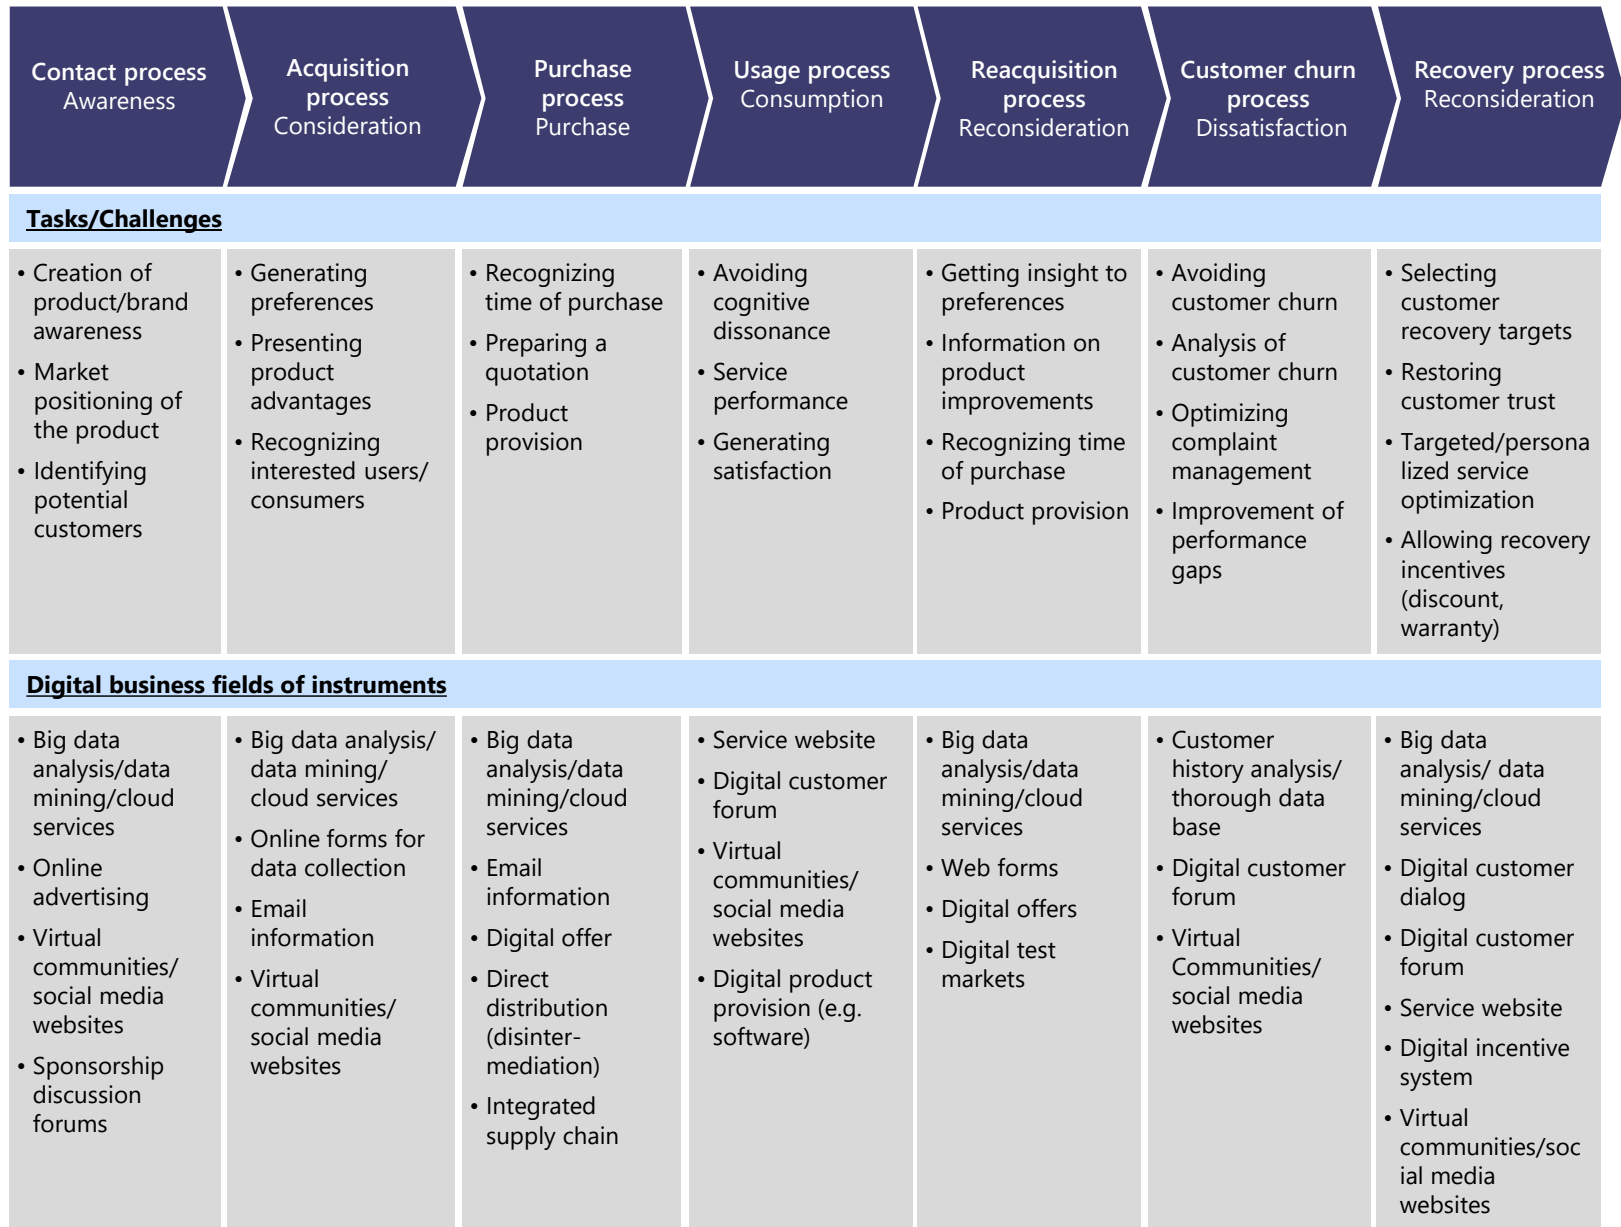 Contact process
Awareness
Acquisition
process
Consideration
Purchase
process
Purchase
Usage process
Consumption
Reacquisition
process
Reconsideration
Customer churn
process
Dissatisfaction
Recovery process
Reconsideration
Tasks/Challenges
• Creation of
product/brand
awareness
• Market
positioning of
the product
• Identifying
potential
customers
• Generating
preferences
• Presenting
product
advantages
• Recognizing
interested users/
consumers
• Recognizing
time of purchase
• Preparing a
quotation
• Product
provision
• Avoiding
cognitive
dissonance
• Service
performance
• Generating
satisfaction
• Getting insight to
preferences
• Information on
product
improvements
• Recognizing time
of purchase
• Product provision
• Avoiding
customer churn
• Analysis of
customer churn
• Optimizing
complaint
management
• Improvement of
performance
gaps
• Selecting
customer
recovery targets
• Restoring
customer trust
• Targeted/persona
lized service
optimization
• Allowing recovery
incentives
(discount,
warranty)
Digital business fields of instruments
• Big data
analysis/data
mining/cloud
services
• Online
advertising
• Virtual
communities/
social media
websites
• Sponsorship
discussion
forums
• Big data analysis/
data mining/
cloud services
• Online forms for
data collection
• Email
information
• Virtual
communities/
social media
websites
• Big data
analysis/data
mining/cloud
services
• Email
information
• Digital offer
• Direct
distribution
(disinter-
mediation)
• Integrated
supply chain
• Service website
• Digital customer
forum
• Virtual
communities/
social media
websites
• Digital product
provision (e.g.
software)
• Big data
analysis/data
mining/cloud
services
• Web forms
• Digital offers
• Digital test
markets
• Customer
history analysis/
thorough data
base
• Digital customer
forum
• Virtual
Communities/
social media
websites
• Big data
analysis/ data
mining/cloud
services
• Digital customer
dialog
• Digital customer
forum
• Service website
• Digital incentive
system
• Virtual
communities/soc
ial media
websites